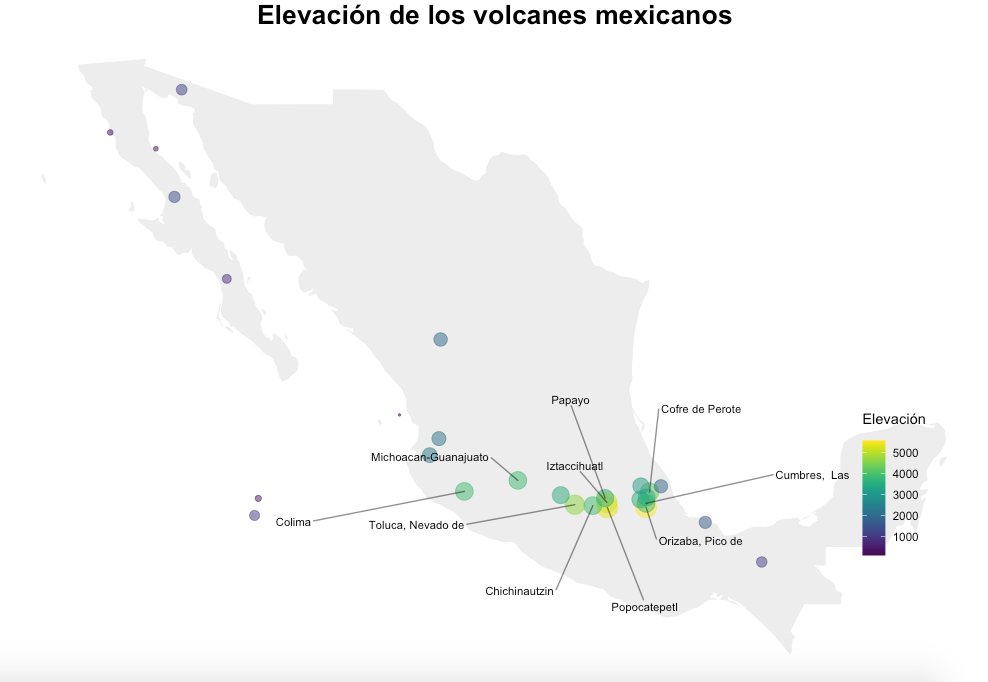 Elevación de los volcanes mexicanos
Papayo
Cofre de Perote
Elevación
5000
4000
3000
2000
1000
Michoacan-Guanajuato
Iztaccihuatl
Cumbres,  Las
Colima
Toluca, Nevado de
Orizaba, Pico de
Chichinautzin
Popocatepetl